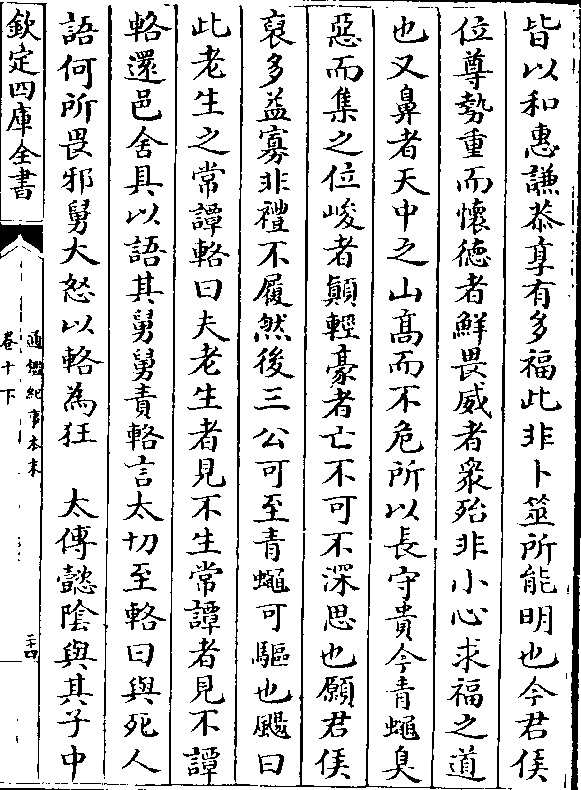 皆以和惠謙恭享有多福此非卜筮所能明也今君侯
位尊勢重而懷德者鮮畏威者衆殆非小心求福之道
也又鼻者天中之山髙而不危所以長守貴今青蠅臭
惡而集之位峻者顚輕豪者亡不可不深思也願君侯
裒多益寡非禮不履然後三公可至青蠅可驅也颺曰
此老生之常譚輅曰夫老生者見不生常譚者見不譚
輅還邑舍具以語其舅舅責輅言太切至輅曰與死人
語何所畏邪舅大怒以輅為狂　太傅懿隂與其子中
欽定四庫全書
通鑑紀事本末
卷十下
二十四